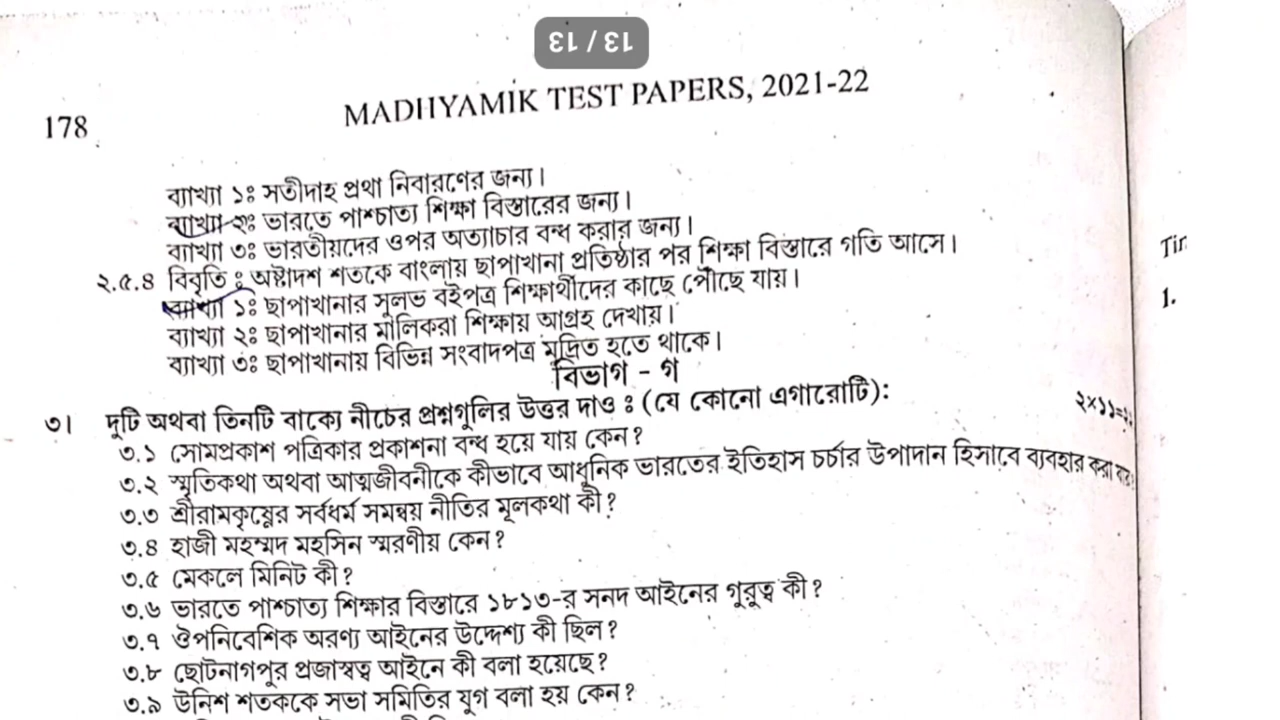 13 / 13
178
MADHYAMIK TEST PAPERS, 2021-22
ব্যাখ্যা ১ঃ সতীদাহ প্রথা নিবারণের জন্য।
ব্যাখ্যা ২ঃ ভারতে পাশ্চাত্য শিক্ষা বিস্তারের জন্য।
ব্যাখ্যা ৩ঃ ভারতীয়দের ওপর অত্যাচার বন্ধ করার জন্য।
২.৫.৪ বিবৃতি ঃ অষ্টাদশ শতকে বাংলায় ছাপাখানা প্রতিষ্ঠার পর শিক্ষা বিস্তারে গতি আসে।
ব্যাখ্যা ১ঃ ছাপাখানার সুলভ বইপত্র শিক্ষার্থীদের কাছে পৌঁছে যায়।
ব্যাখ্যা ২ঃ ছাপাখানার মালিকরা শিক্ষায় আগ্রহ দেখায়।
ব্যাখ্যা ৩ঃ ছাপাখানায় বিভিন্ন সংবাদপত্র মুদ্রিত হতে থাকে।
বিভাগ - গ
৩। দুটি অথবা তিনটি বাক্যে নীচের প্রশ্নগুলির উত্তর দাও ঃ (যে কোনো এগারোটি): ২×১১=২২
৩.১ সোমপ্রকাশ পত্রিকার প্রকাশনা বন্ধ হয়ে যায় কেন?
৩.২ স্মৃতিকথা অথবা আত্মজীবনীকে কীভাবে আধুনিক ভারতের ইতিহাস চর্চার উপাদান হিসাবে ব্যবহার করা
৩.৩ শ্রীরামকৃষ্ণের সর্বধর্ম সমন্বয় নীতির মূলকথা কী?
৩.৪ হাজী মহম্মদ মহসিন স্মরণীয় কেন?
৩.৫ মেকলে মিনিট কী?
৩.৬ ভারতে পাশ্চাত্য শিক্ষার বিস্তারে ১৮১৩-র সনদ আইনের গুরুত্ব কী?
৩.৭ ঔপনিবেশিক অরণ্য আইনের উদ্দেশ্য কী ছিল?
৩.৮ ছোটনাগপুর প্রজাস্বত্ব আইনে কী বলা হয়েছে?
৩.৯ উনিশ শতককে সভা সমিতির যুগ বলা হয় কেন?
1.